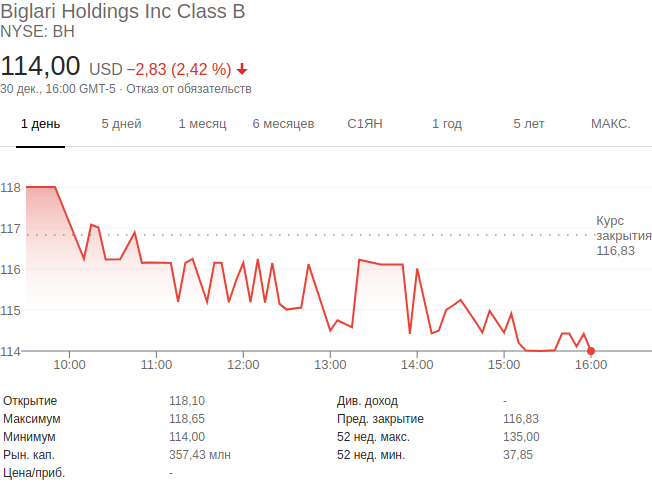 Biglari Holdings Inc Class B
NYSE: BH
114,00 USD −2,83 (2,42 %)
30 дек., 16:00 GMT-5 · Отказ от обязательств
1 день 5 дней 1 месяц 6 месяцев С1ЯН 1 год 5 лет МАКС.
118
117
116
115
114
Курс
закрытия
116,83
10:00 11:00 12:00 13:00 14:00 15:00 16:00
Открытие 118,10 Див. доход -
Максимум 118,65 Пред. закрытие 116,83
Минимум 114,00 52 нед. макс. 135,00
Рын. кап. 357,43 млн 52 нед. мин. 37,85
Цена/приб. -